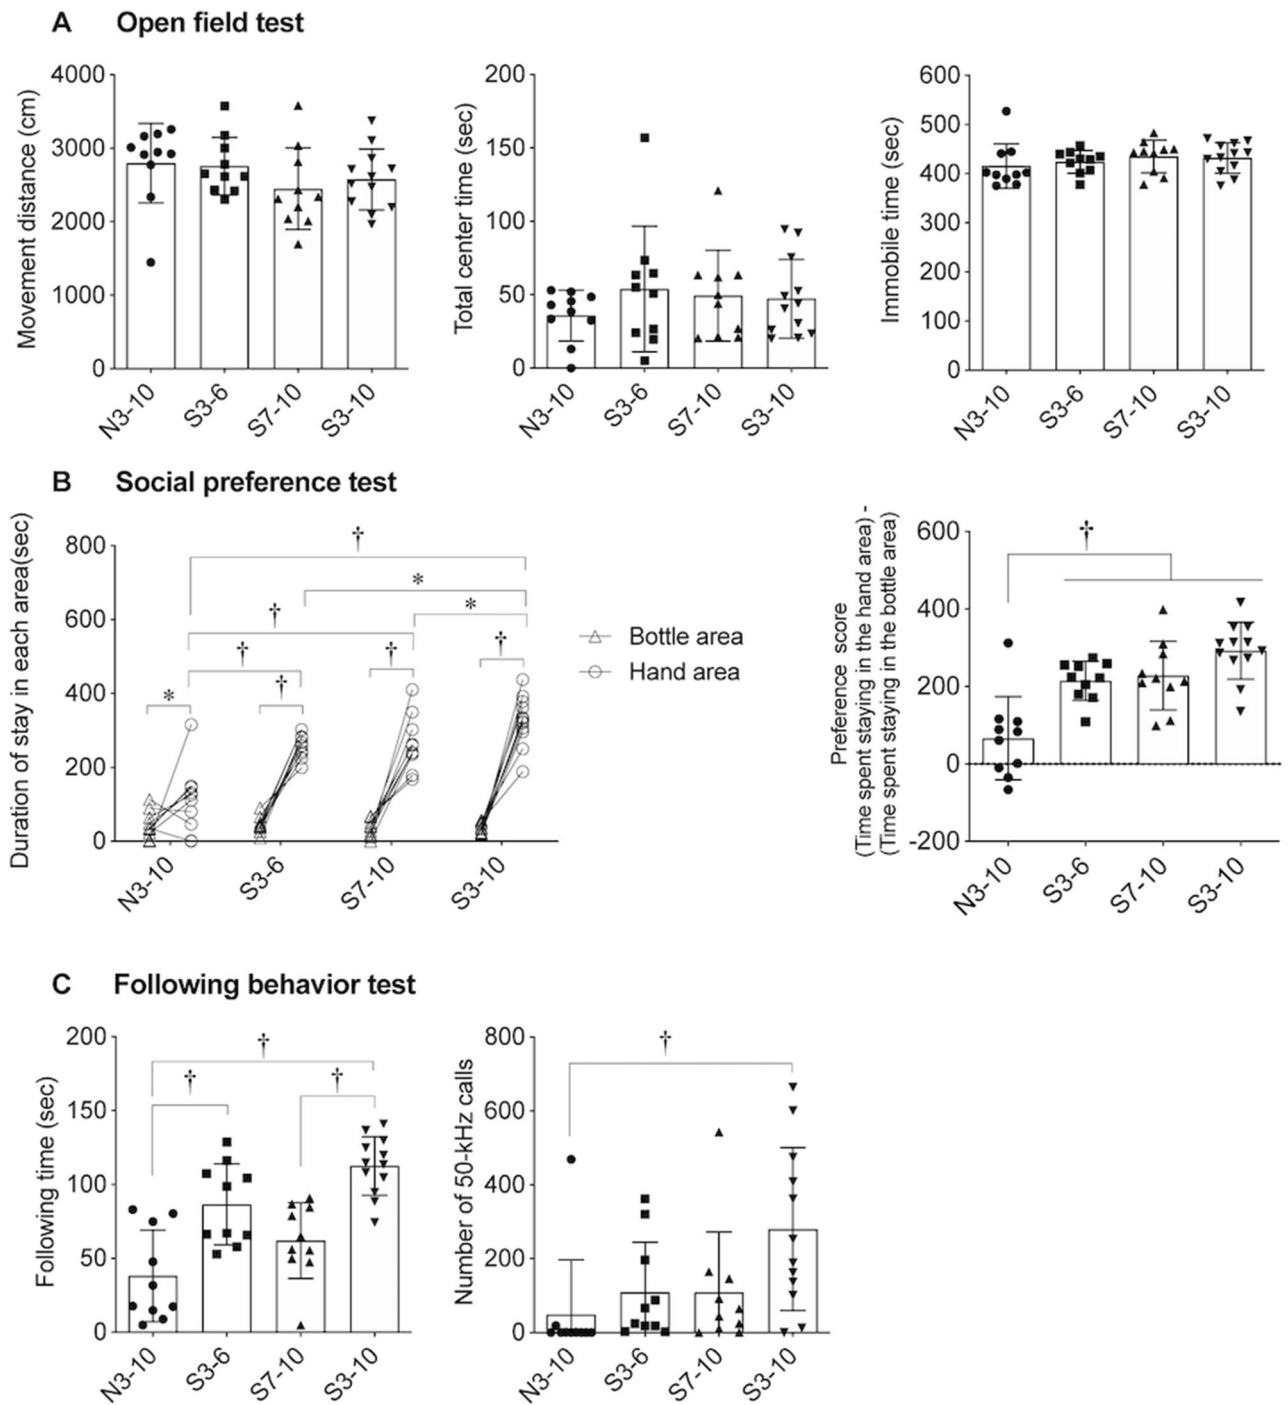 A Open field test
Movement distance (cm)
4000
3000
2000
1000
0
N3-10
S3-6
S7-10
S3-10
Total center time (sec)
200
150
100
50
0
N3-10
S3-6
S7-10
S3-10
Immobile time (sec)
600
500
400
300
200
100
0
N3-10
S3-6
S7-10
S3-10
B Social preference test
Duration of stay in each area(sec)
800
600
400
200
0
†
*
*
†
†
†
†
†
*
N3-10
S3-6
S7-10
S3-10
Bottle area
Hand area
Preference score
(Time spent staying in the hand area) -
(Time spent staying in the bottle area)
600
400
200
0
-200
†
N3-10
S3-6
S7-10
S3-10
C Following behavior test
Following time (sec)
200
150
100
50
0
†
†
†
N3-10
S3-6
S7-10
S3-10
Number of 50-kHz calls
800
600
400
200
0
†
N3-10
S3-6
S7-10
S3-10